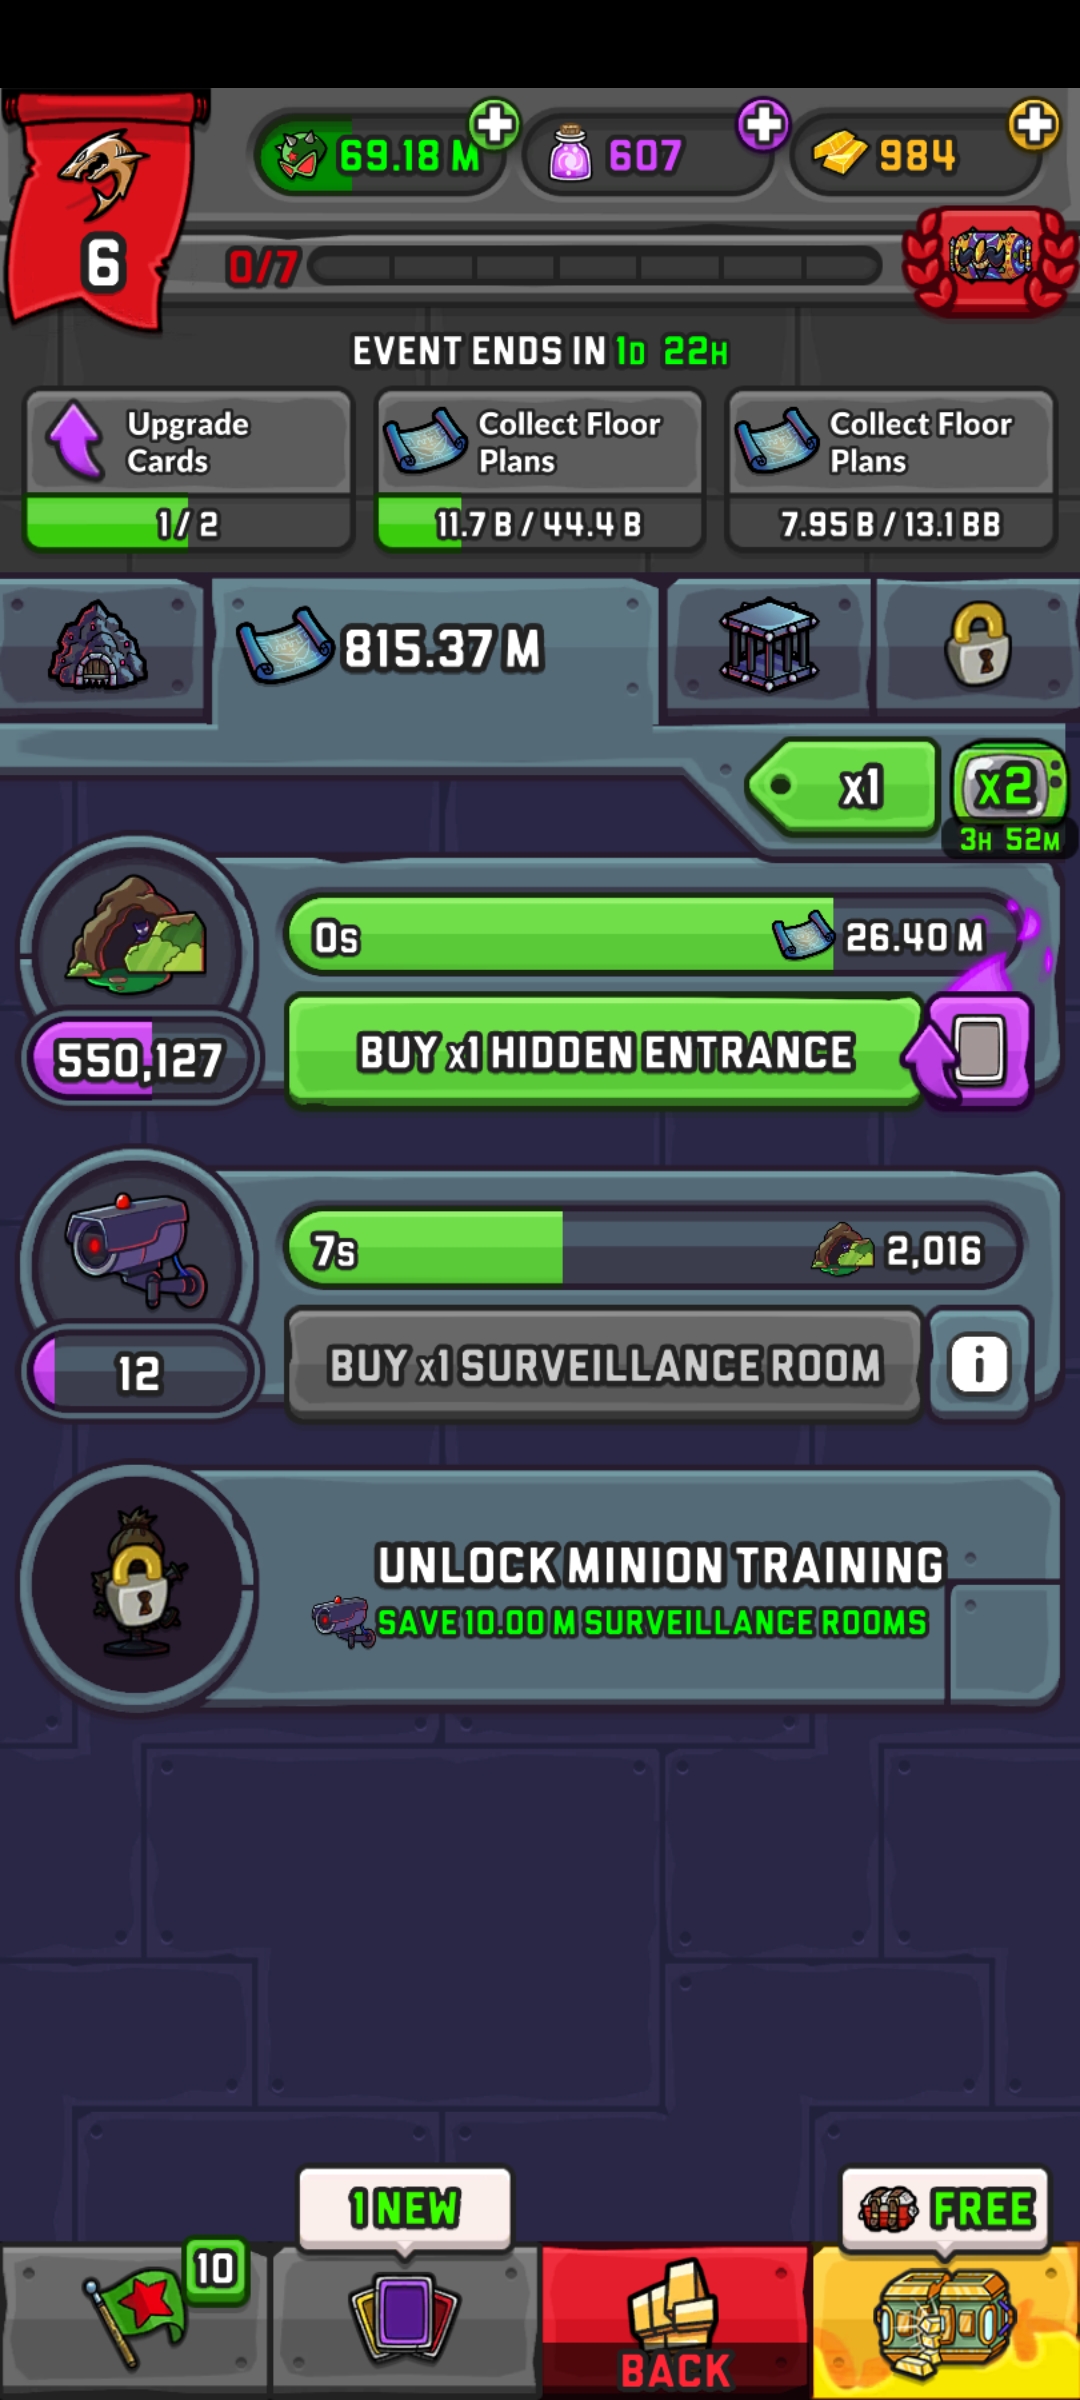 69.18 M
607
984
6
0/7
EVENT ENDS IN 1D 22H
Upgrade
Cards
1 / 2
Collect Floor
Plans
11.7 B / 44.4 B
Collect Floor
Plans
7.95 B / 13.1 BB
815.37 M
x1
x2
3H 52M
0s
26.40 M
550,127
BUY x1 HIDDEN ENTRANCE
7s
2,016
12
BUY x1 SURVEILLANCE ROOM
i
UNLOCK MINION TRAINING
SAVE 10.00 M SURVEILLANCE ROOMS
1 NEW
FREE
10
BACK